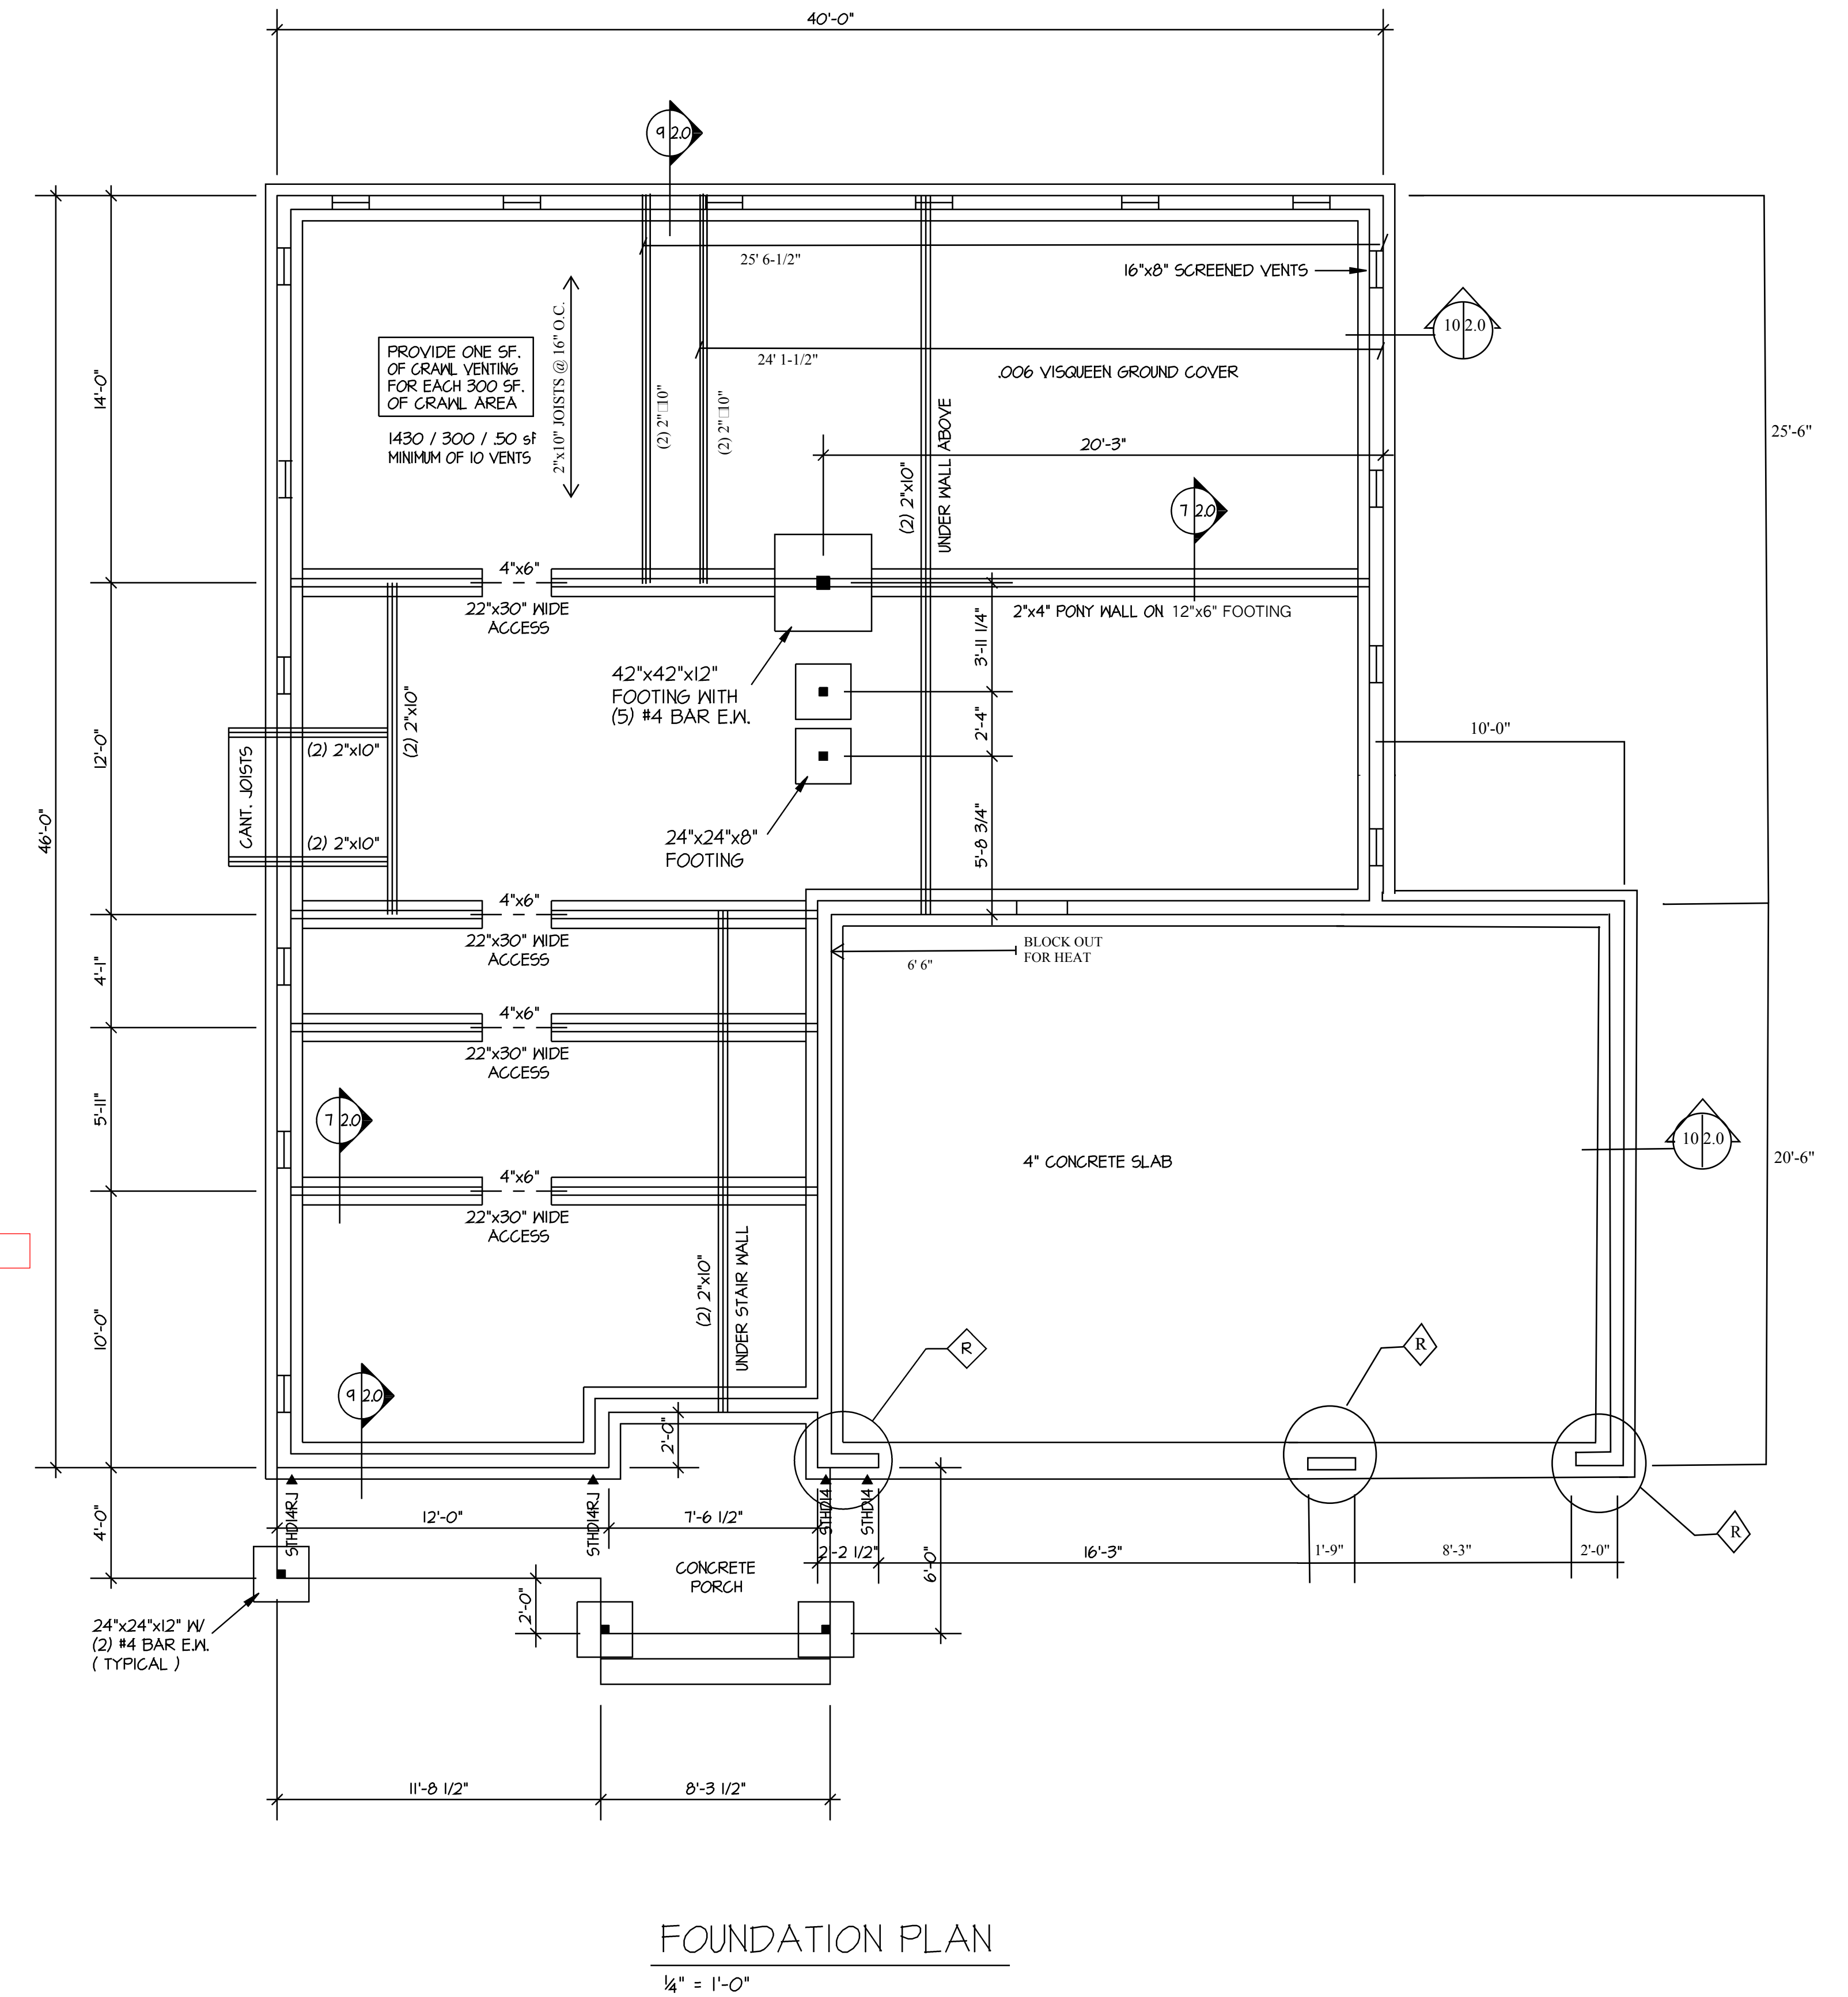 40'-0"
9 2.0
25' 6-1/2"
16"x8" SCREENED VENTS
10 2.0
PROVIDE ONE SF.
OF CRAWL VENTING
FOR EACH 300 SF.
OF CRAWL AREA
1430 / 300 / .50 sf
MINIMUM OF 10 VENTS
2"x10" JOISTS @ 16" O.C.
24' 1-1/2"
.006 VISQUEEN GROUND COVER
14'-0"
(2) 2"□10"
(2) 2"□10"
(2) 2"x10"
UNDER WALL ABOVE
20'-3"
25'-6"
7 2.0
4"x6"
22"x30" WIDE
ACCESS
2"x4" PONY WALL ON 12"x6" FOOTING
3'-11 1/4"
42"x42"x12"
FOOTING WITH
(5) #4 BAR E.W.
2'-4"
12'-0"
CANT. JOISTS
(2) 2"x10"
(2) 2"x10"
(2) 2"x10"
10'-0"
46'-0"
24"x24"x8"
FOOTING
5'-8 3/4"
4"x6"
22"x30" WIDE
ACCESS
BLOCK OUT
FOR HEAT
6' 6"
4'-1"
4"x6"
22"x30" WIDE
ACCESS
5'-11"
7 2.0
10 2.0
4" CONCRETE SLAB
20'-6"
4"x6"
22"x30" WIDE
ACCESS
(2) 2"x10"
UNDER STAIR WALL
10'-0"
R
R
9 2.0
2'-0"
STHD14RJ
STHD14RJ
STHD14
STHD14
R
4'-0"
12'-0"
7'-6 1/2"
2'-2 1/2"
6'-0"
16'-3"
1'-9"
8'-3"
2'-0"
CONCRETE
PORCH
2'-0"
24"x24"x12" W/
(2) #4 BAR E.W.
( TYPICAL )
11'-8 1/2"
8'-3 1/2"
FOUNDATION PLAN
¼" = 1'-0"